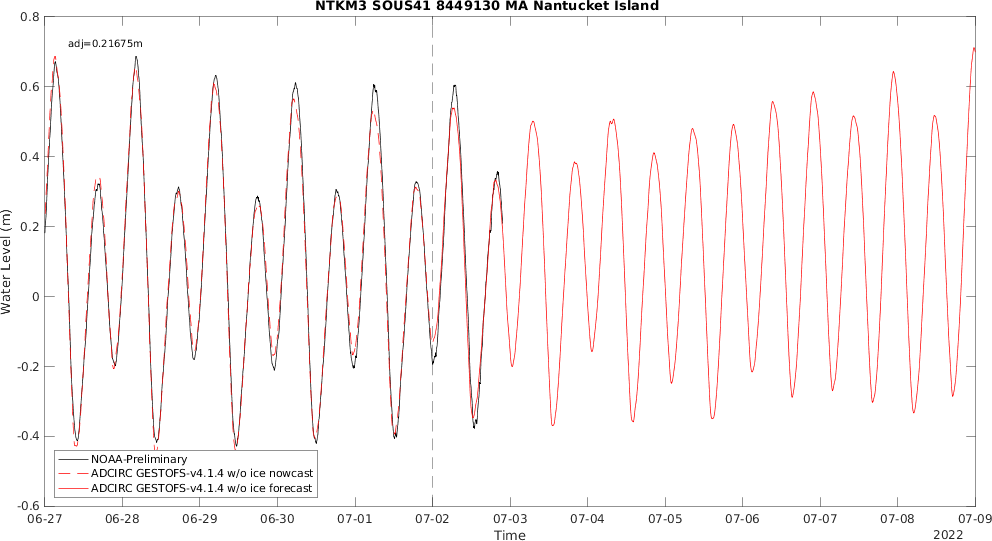 NTKM3 SOUS41 8449130 MA Nantucket Island
adj=0.21675m
0.8
0.6
0.4
0.2
0
-0.2
-0.4
-0.6
Water Level (m)
NOAA-Preliminary
ADCIRC GESTOFS-v4.1.4 w/o ice nowcast
ADCIRC GESTOFS-v4.1.4 w/o ice forecast
06-27 06-28 06-29 06-30 07-01 07-02 07-03 07-04 07-05 07-06 07-07 07-08 07-09
Time
2022